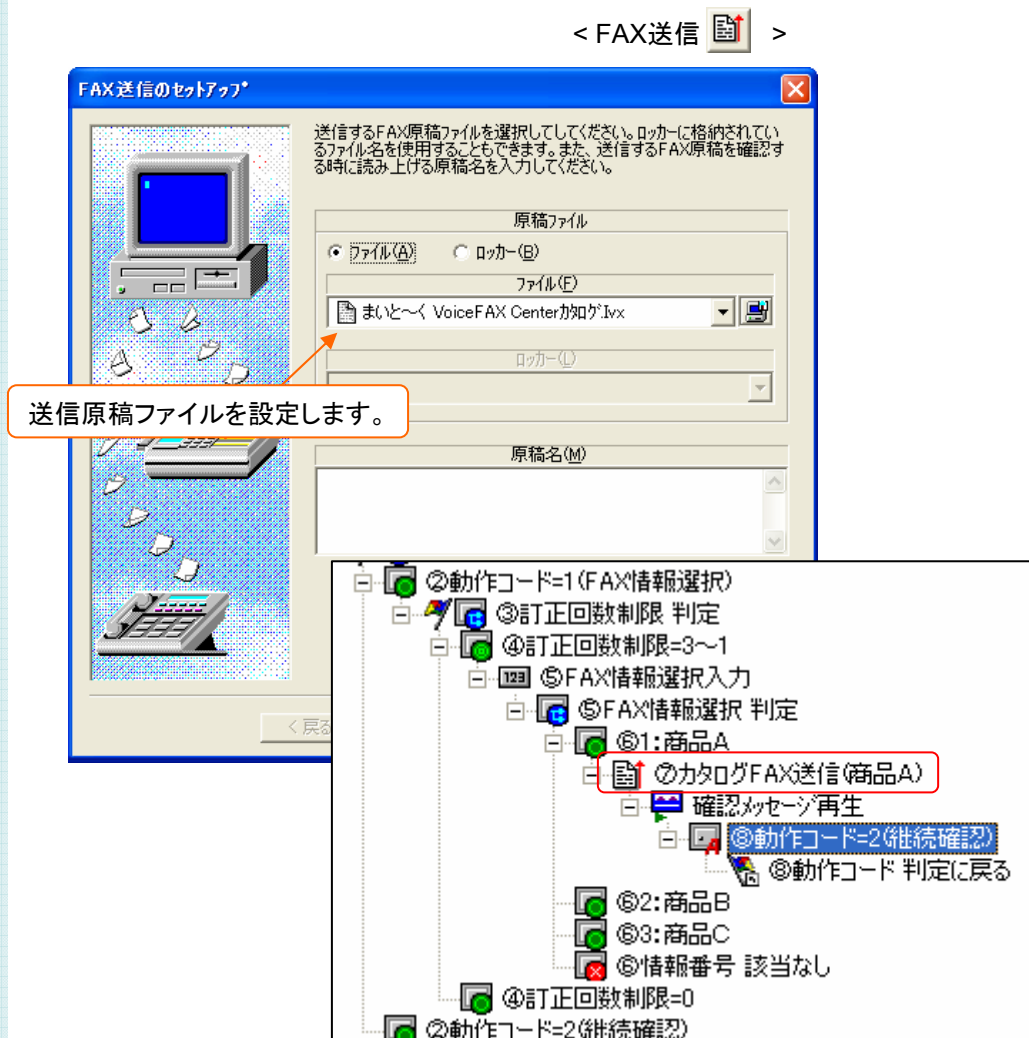 < FAX送信 >
FAX送信のセットアップ
送信するFAX原稿ファイルを選択してしてください。ロッカーに格納されてい
るファイル名を使用することもできます。また、送信するFAX原稿を確認す
る時に読み上げる原稿名を入力してください。
原稿ファイル
ファイル(A)
ロッカー(B)
ファイル(F)
まいと～く VoiceFAX Centerカタログ.Ivx
ロッカー(L)
送信原稿ファイルを設定します。
原稿名(M)
< 戻る
②動作コード=1(FAX情報選択)
③訂正回数制限 判定
④訂正回数制限=3～1
123 ⑤FAX情報選択入力
⑤FAX情報選択 判定
⑥1:商品A
⑦カタログFAX送信(商品A)
確認メッセージ再生
⑧動作コード=2(継続確認)
⑧動作コード 判定に戻る
⑥2:商品B
⑥3:商品C
⑥情報番号 該当なし
④訂正回数制限=0
②動作コード=2(継続確認)